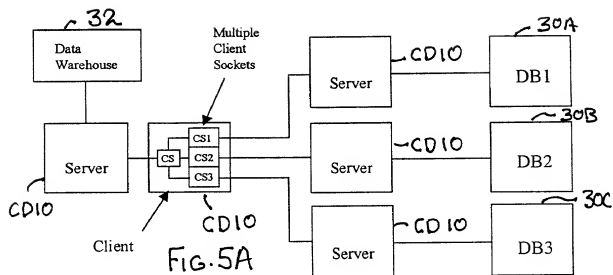 32
Data
Warehouse
Multiple
Client
Sockets
Server
CD10
30A
DB1
30B
Server
CS
CS1
CS2
CS3
Server
CD10
DB2
30C
CD10
CD10
Client
FIG. 5A
Server
CD10
DB3